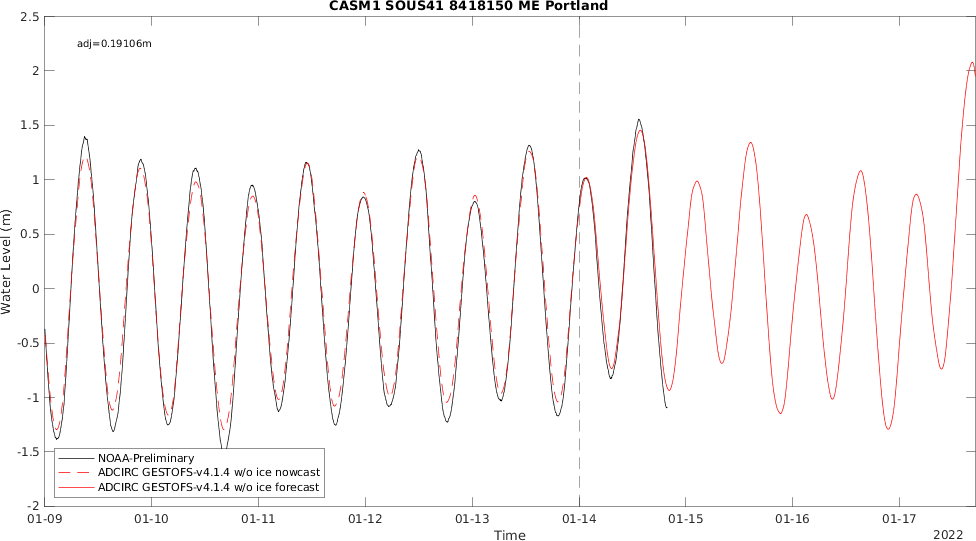 CASM1 SOUS41 8418150 ME Portland
adj=0.19106m
2.5
2
1.5
1
0.5
0
-0.5
-1
-1.5
-2
Water Level (m)
NOAA-Preliminary
ADCIRC GESTOFS-v4.1.4 w/o ice nowcast
ADCIRC GESTOFS-v4.1.4 w/o ice forecast
01-09 01-10 01-11 01-12 01-13 01-14 01-15 01-16 01-17
Time
2022